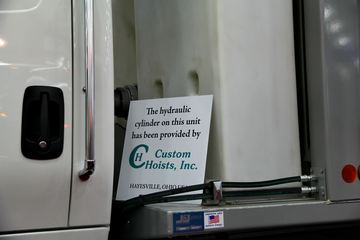 The hydraulic
cylinder on this unit
has been provided by
CH Custom
Hoists, Inc.
HAYESVILLE, OHIO